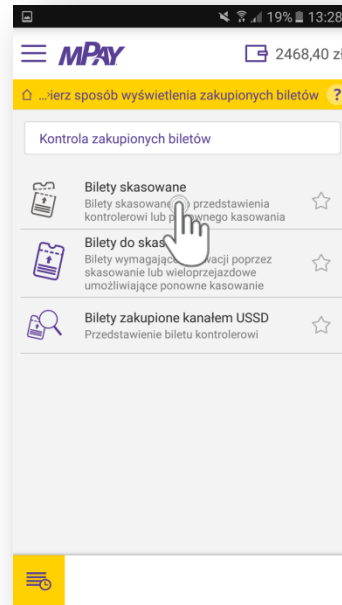 19% 13:28
mPAY 2468,40 zł
...ierz sposób wyświetlenia zakupionych biletów ?
Kontrola zakupionych biletów
Bilety skasowane
Bilety skasowane przedstawienia
kontrolerowi lub kasowania
Bilety do
Bilety wymagające poprzez
skasowanie lub wieloprzejazdowe
umożliwiające ponowne kasowanie
Bilety zakupione kanałem USSD
Przedstawienie biletu kontrolerowi